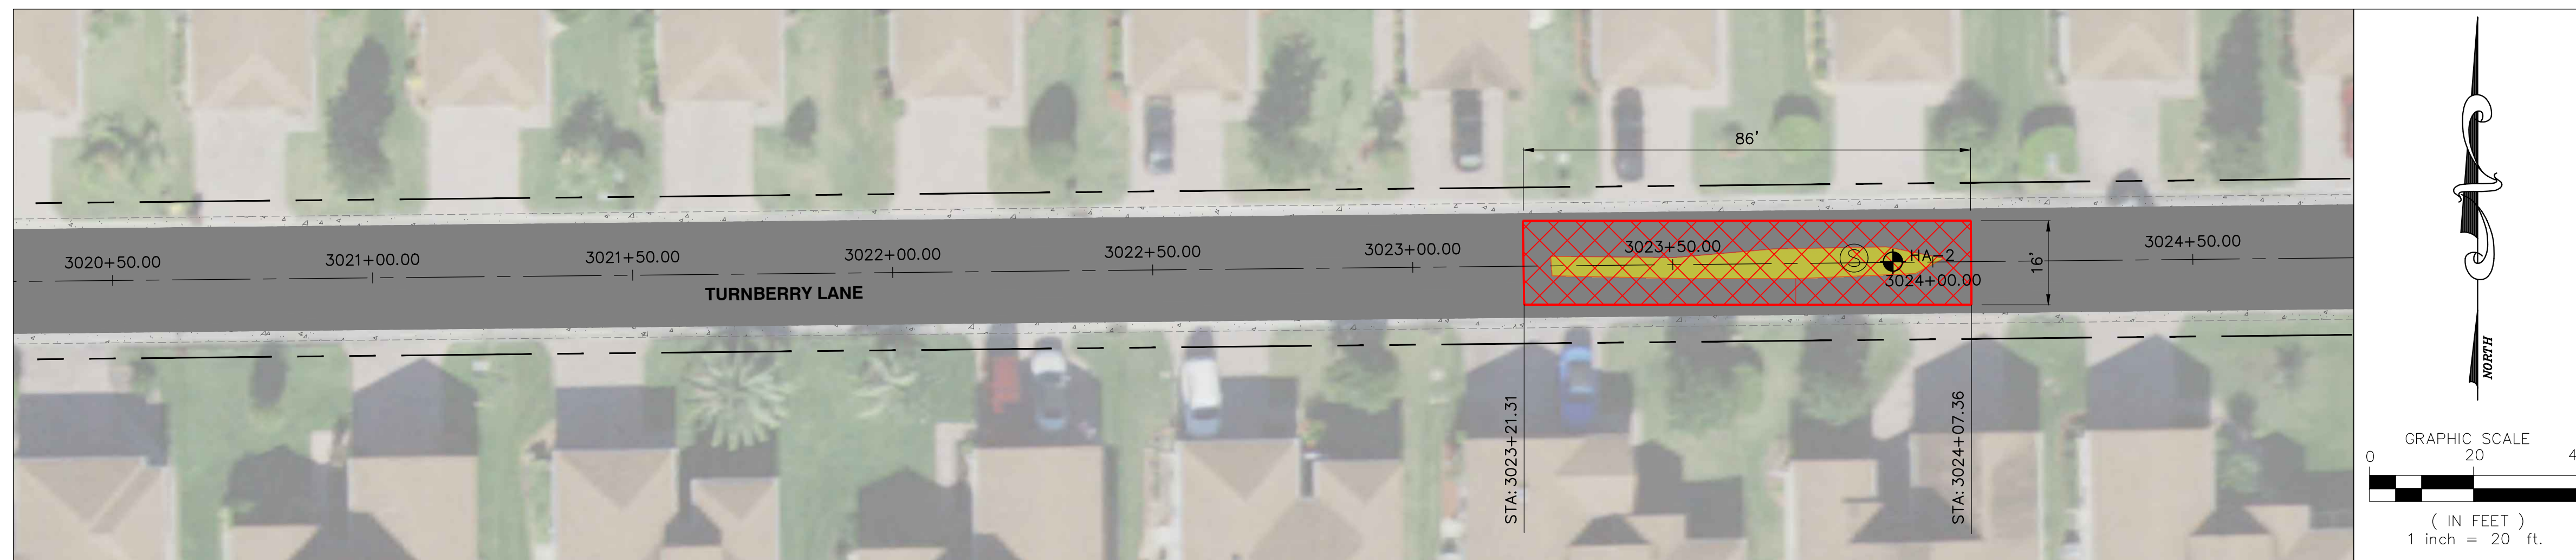 86'
3020+50.00
3021+00.00
3021+50.00
3022+00.00
3022+50.00
3023+00.00
3023+50.00
3024+50.00
S
HA-2
3024+00.00
16'
TURNBERRY LANE
STA: 3023+21.31
STA: 3024+07.36
NORTH
GRAPHIC SCALE
0 20 4
( IN FEET )
1 inch = 20 ft.